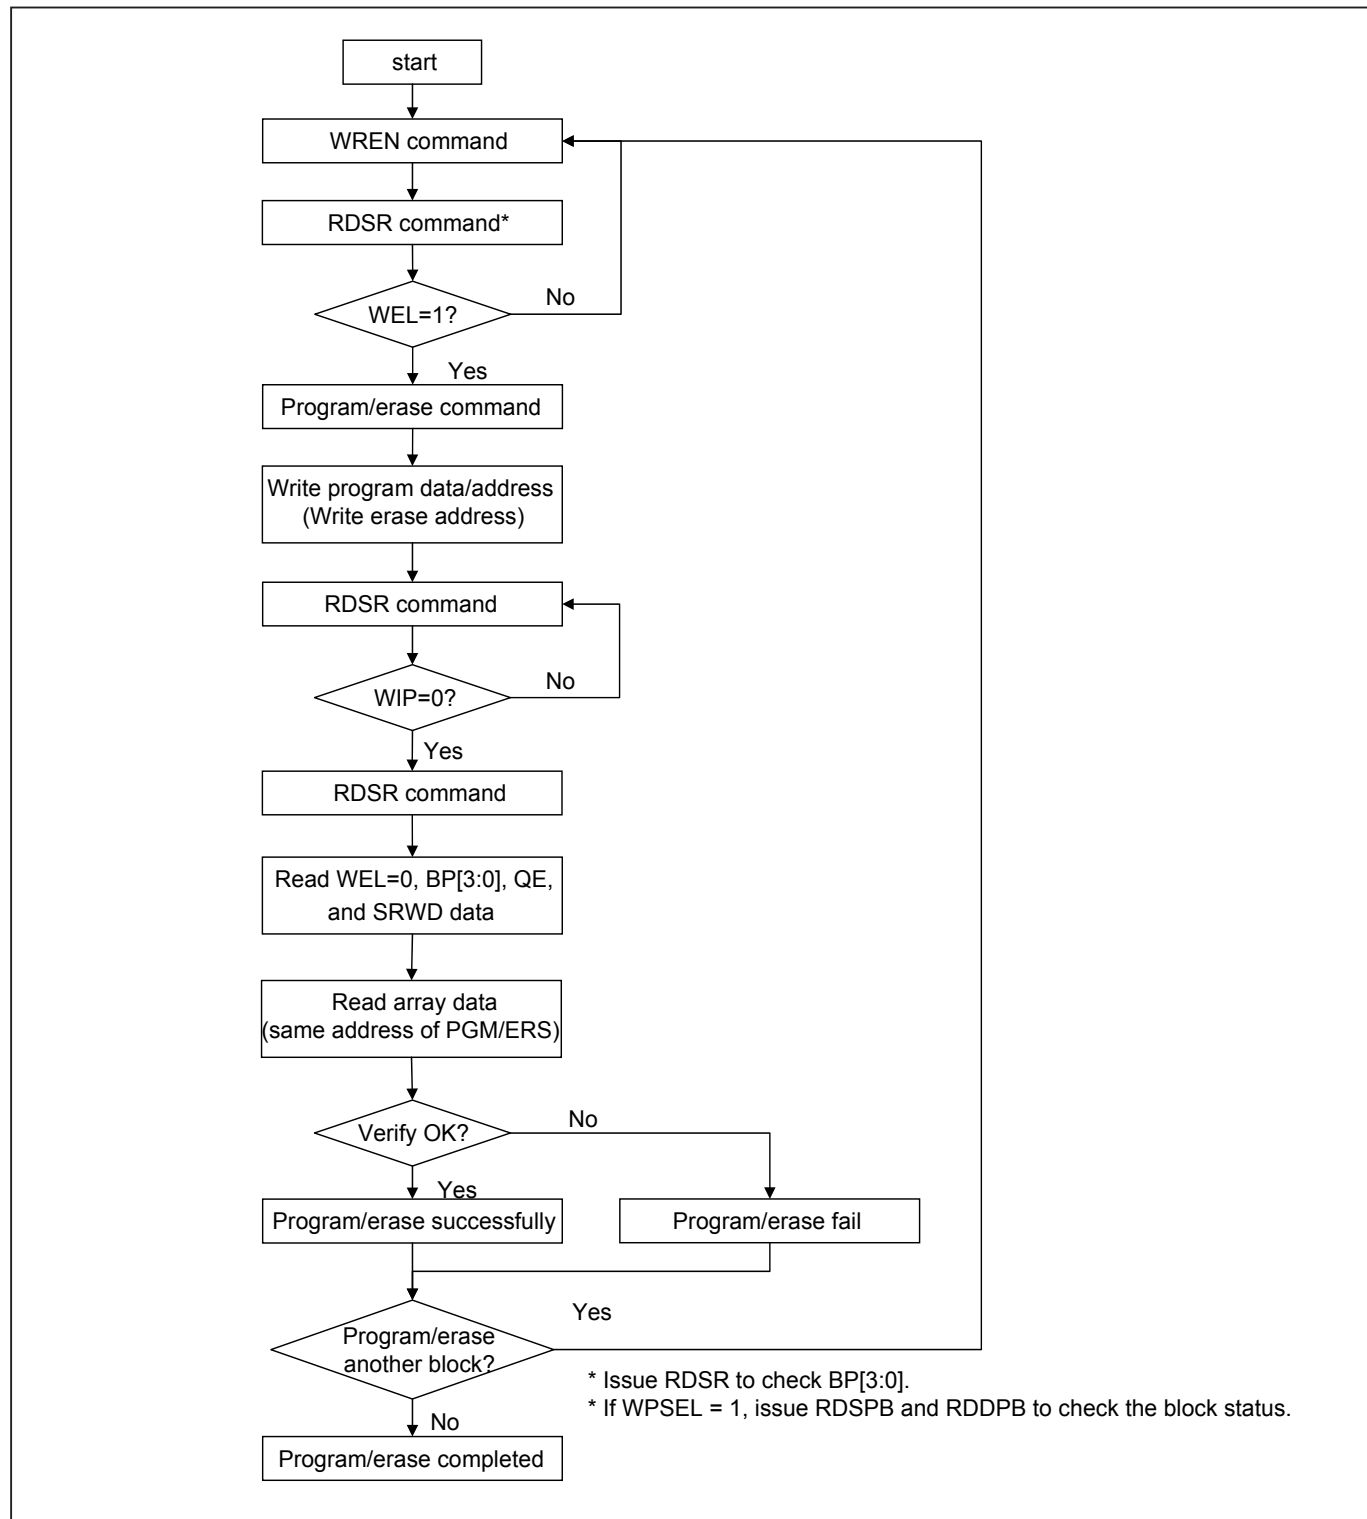 start
WREN command
RDSR command*
WEL=1?
No
Yes
Program/erase command
Write program data/address
(Write erase address)
RDSR command
WIP=0?
No
Yes
RDSR command
Read WEL=0, BP[3:0], QE,
and SRWD data
Read array data
(same address of PGM/ERS)
Verify OK?
No
Yes
Program/erase successfully
Program/erase fail
Program/erase
another block?
Yes
* Issue RDSR to check BP[3:0].
* If WPSEL = 1, issue RDSPB and RDDPB to check the block status.
No
Program/erase completed